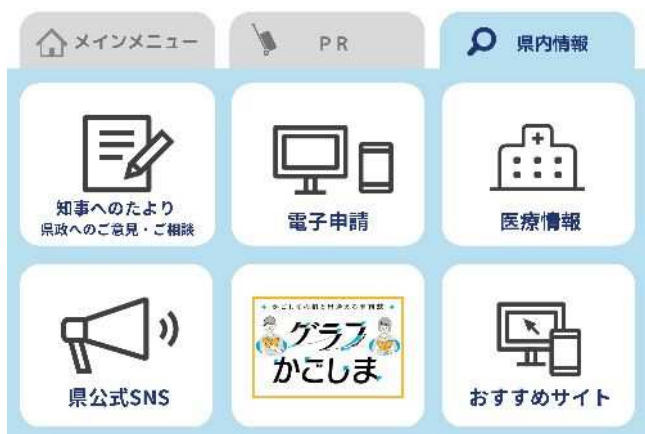 メインメニュー
PR
県内情報
知事へのたより
県政へのご意見・ご相談
電子申請
医療情報
グラフ
かごしま
県公式SNS
おすすめサイト